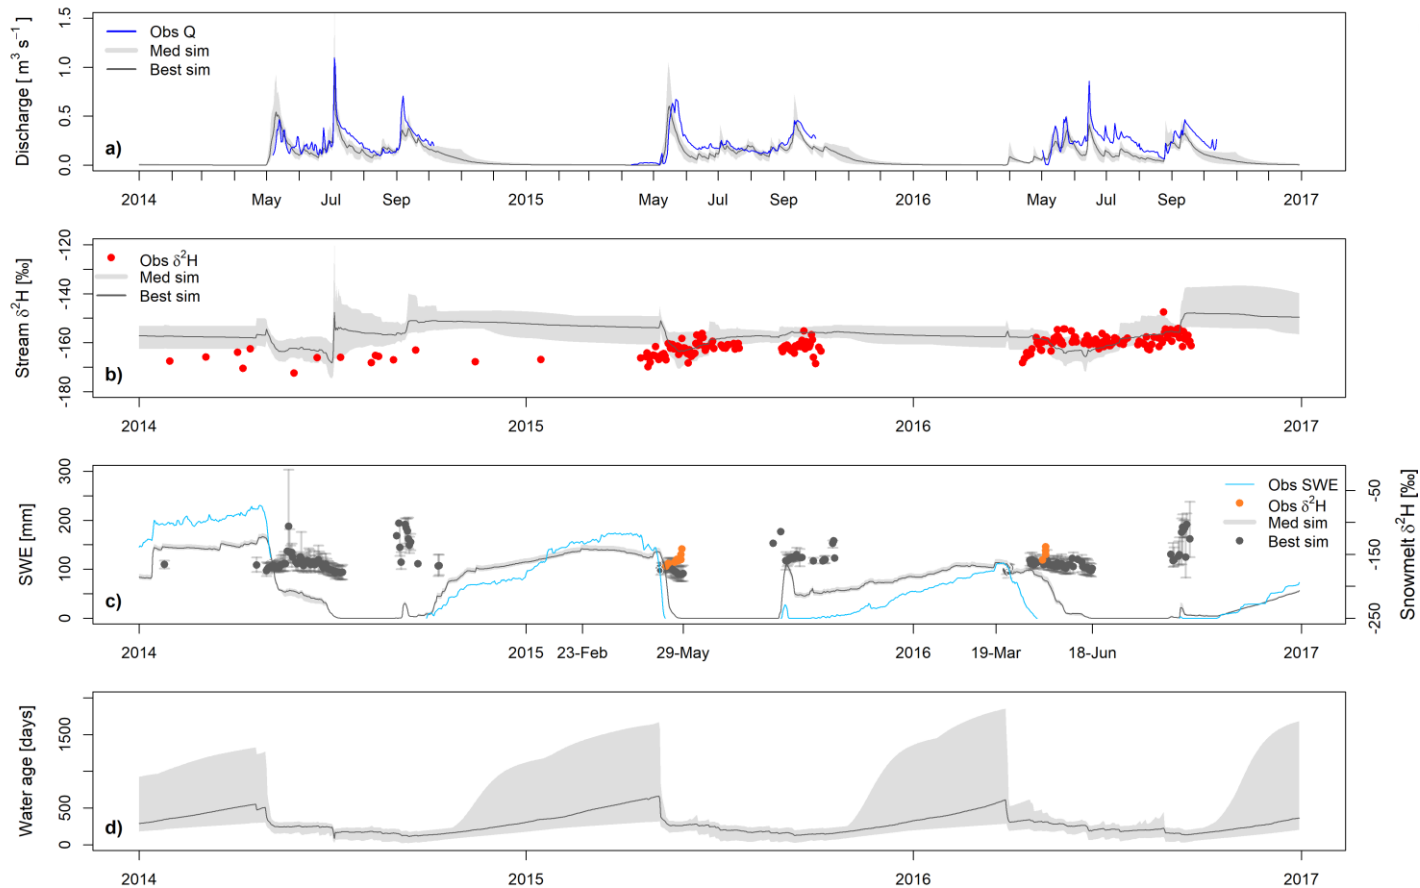 Discharge [ m³ s⁻¹ ]
1.5
1.0
0.5
0.0
Obs Q
Med sim
Best sim
a)
2014 May Jul Sep 2015 May Jul Sep 2016 May Jul Sep 2017
Stream δ²H [‰]
-120
-140
-160
-180
Obs δ²H
Med sim
Best sim
b)
2014 2015 2016 2017
SWE [mm]
300
200
100
0
c)
Obs SWE
Obs δ²H
Med sim
Best sim
-50
-150
-250
Snowmelt δ²H [‰]
2014 2015 23-Feb 29-May 2016 19-Mar 18-Jun 2017
Water age [days]
1500
500
0
d)
2014 2015 2016 2017